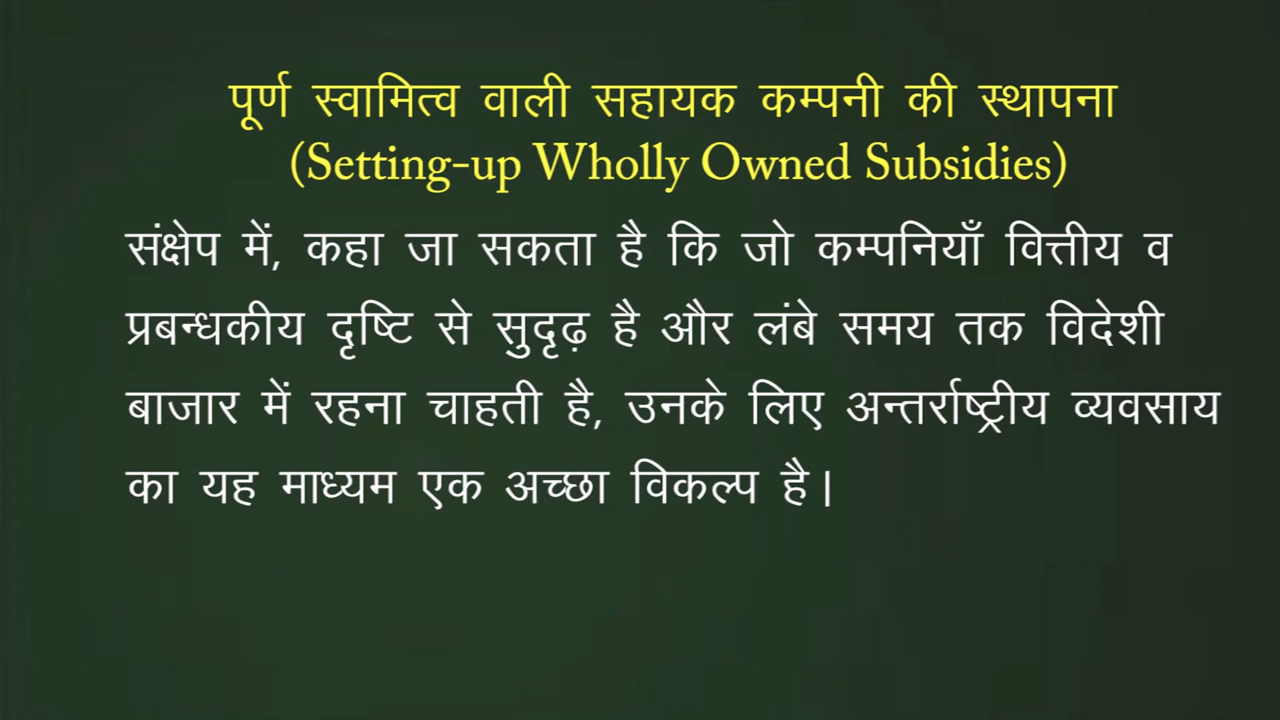 पूर्ण स्वामित्व वाली सहायक कम्पनी की स्थापना
(Setting-up Wholly Owned Subsidies)
संक्षेप में, कहा जा सकता है कि जो कम्पनियाँ वित्तीय व
प्रबन्धकीय दृष्टि से सुदृढ़ है और लंबे समय तक विदेशी
बाजार में रहना चाहती है, उनके लिए अन्तर्राष्ट्रीय व्यवसाय
का यह माध्यम एक अच्छा विकल्प है।